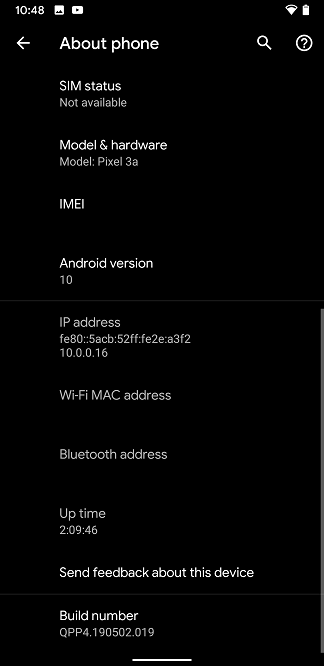 10:48
About phone
SIM status
Not available
Model & hardware
Model: Pixel 3a
IMEI
Android version
10
IP address
fe80::5acb:52ff:fe2e:a3f2
10.0.0.16
Wi-Fi MAC address
Bluetooth address
Up time
2:09:46
Send feedback about this device
Build number
QPP4.190502.019